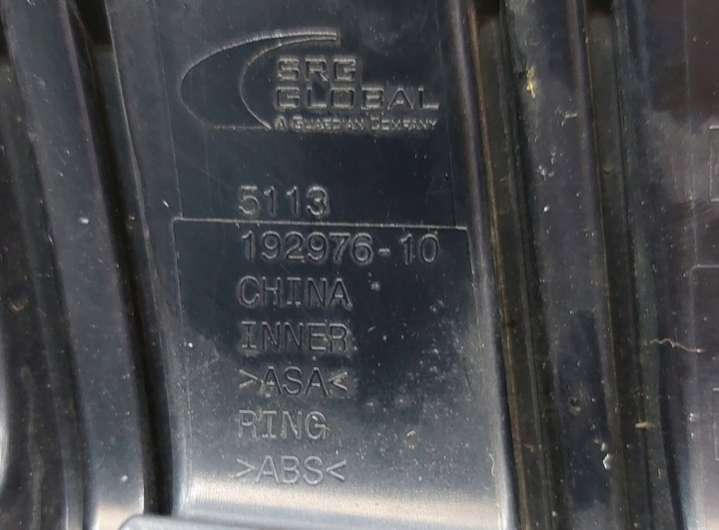 SRG
GLOBAL
A GUARDIAN COMPANY
5113
192976-10
CHINA
INNER
>ASA<
RING
>ABS<